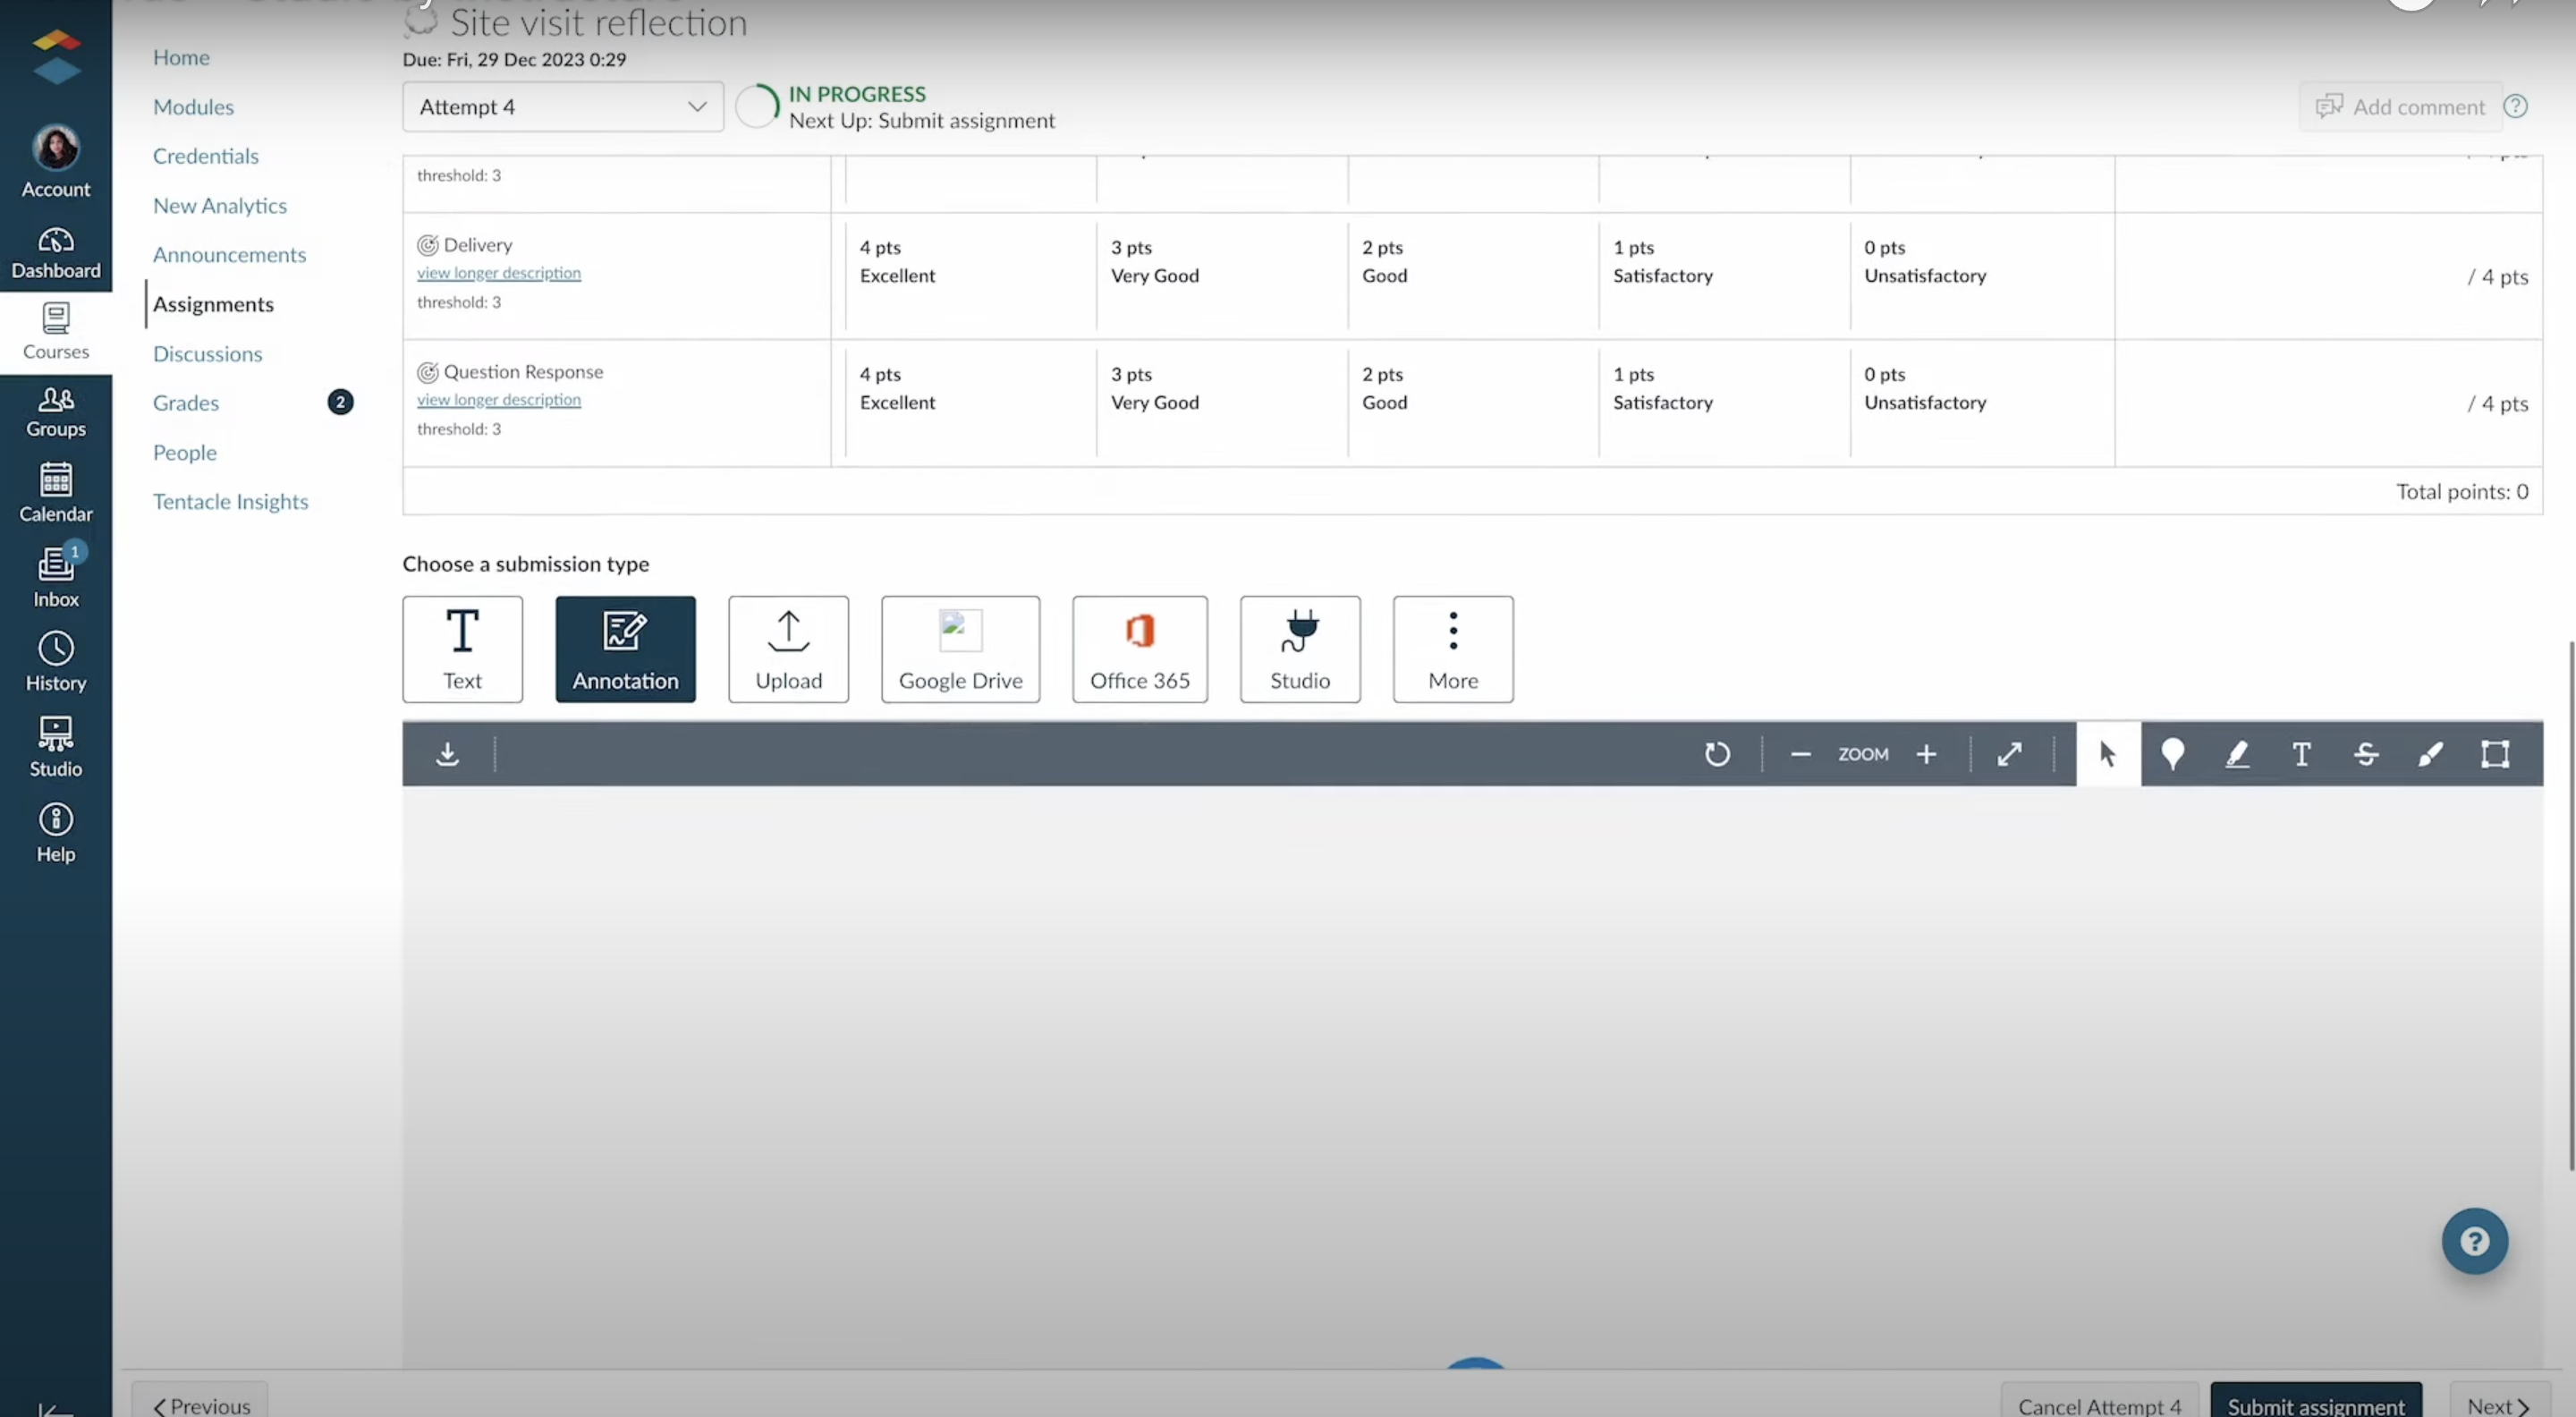 Site visit reflection
Due: Fri, 29 Dec 2023 0:29
Attempt 4
IN PROGRESS
Next Up: Submit assignment
Add comment
Account
Dashboard
Courses
Groups
Calendar
1
Inbox
History
Studio
Help
Home
Modules
Credentials
New Analytics
Announcements
Assignments
Discussions
Grades 2
People
Tentacle Insights
threshold: 3
Delivery
view longer description
threshold: 3
4 pts
Excellent
3 pts
Very Good
2 pts
Good
1 pts
Satisfactory
0 pts
Unsatisfactory
/ 4 pts
Question Response
view longer description
threshold: 3
4 pts
Excellent
3 pts
Very Good
2 pts
Good
1 pts
Satisfactory
0 pts
Unsatisfactory
/ 4 pts
Total points: 0
Choose a submission type
Text
Annotation
Upload
Google Drive
Office 365
Studio
More
ZOOM
Previous
Cancel Attempt 4
Submit assignment
Next